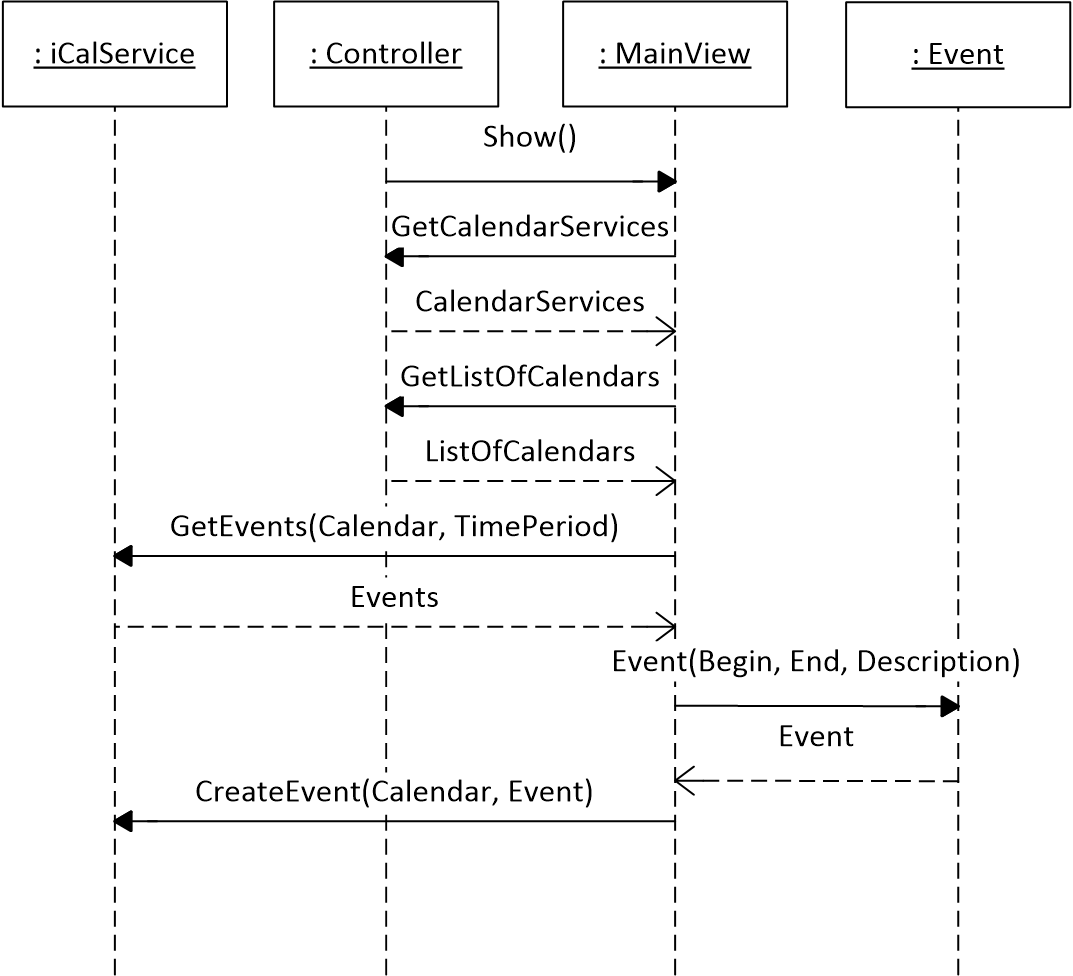 : iCalService
: Controller
: MainView
: Event
Show()
GetCalendarServices
CalendarServices
GetListOfCalendars
ListOfCalendars
GetEvents(Calendar, TimePeriod)
Events
Event(Begin, End, Description)
Event
CreateEvent(Calendar, Event)